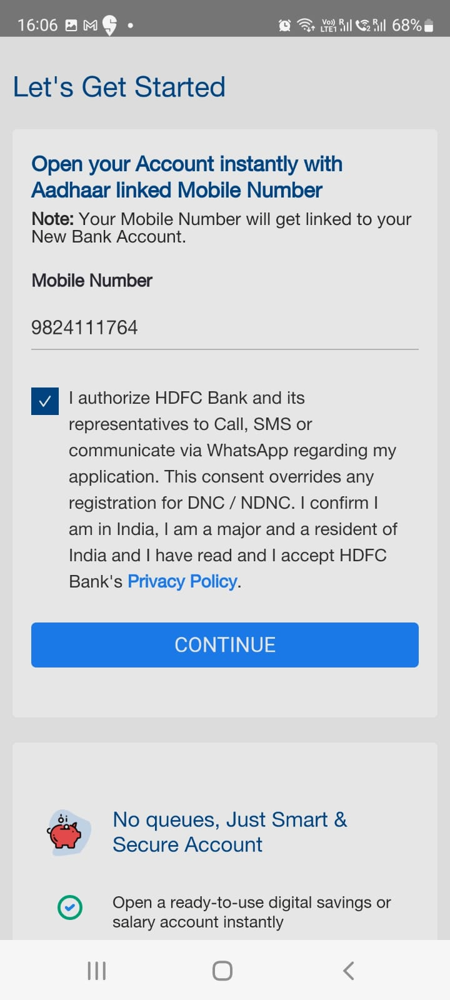 16:06
Vo)) R R 68%
LTE1 2
Let's Get Started
Open your Account instantly with
Aadhaar linked Mobile Number
Note: Your Mobile Number will get linked to your
New Bank Account.
Mobile Number
9824111764
I authorize HDFC Bank and its
representatives to Call, SMS or
communicate via WhatsApp regarding my
application. This consent overrides any
registration for DNC / NDNC. I confirm I
am in India, I am a major and a resident of
India and I have read and I accept HDFC
Bank's Privacy Policy.
CONTINUE
No queues, Just Smart &
Secure Account
Open a ready-to-use digital savings or
salary account instantly